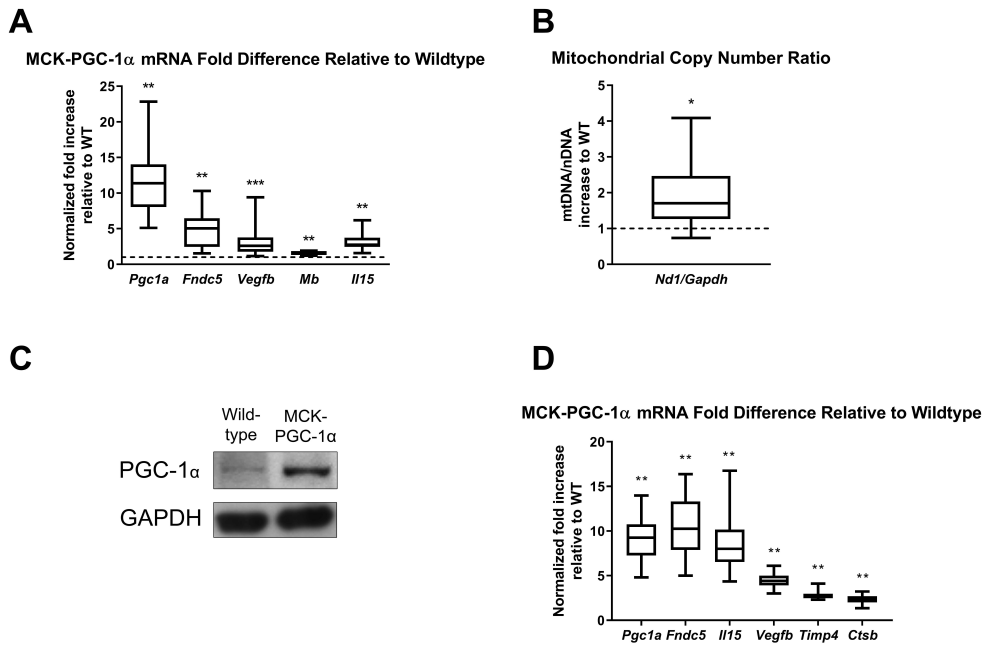 A
MCK-PGC-1α mRNA Fold Difference Relative to Wildtype
Normalized fold increase
relative to WT
25
20
15
10
5
0
**
**
***
**
**
Pgc1a Fndc5 Vegfb Mb Il15
B
Mitochondrial Copy Number Ratio
mtDNA/nDNA
increase to WT
5
4
3
2
1
0
*
Nd1/Gapdh
C
Wild-
type
MCK-
PGC-1α
PGC-1α
GAPDH
D
MCK-PGC-1α mRNA Fold Difference Relative to Wildtype
Normalized fold increase
relative to WT
20
15
10
5
0
**
**
**
**
**
**
Pgc1a Fndc5 Il15 Vegfb Timp4 Ctsb